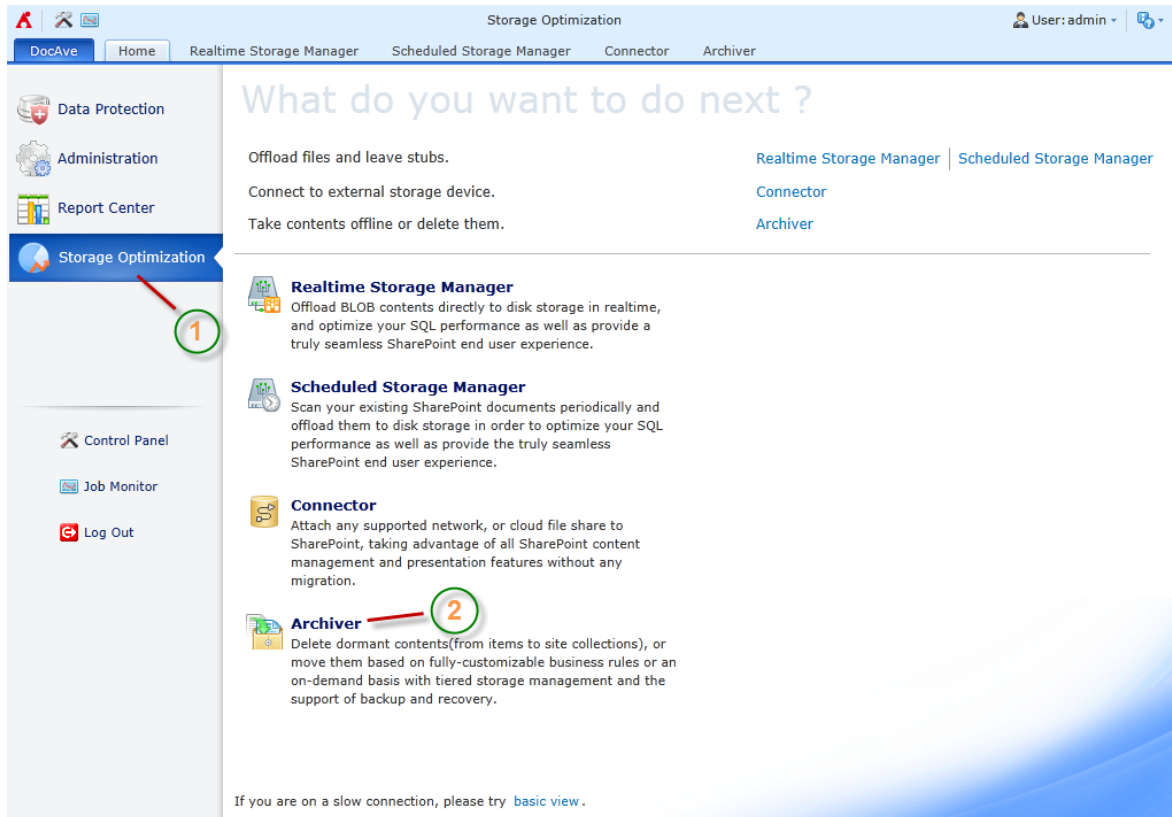 Storage Optimization
User: admin
DocAve Home Realtime Storage Manager Scheduled Storage Manager Connector Archiver
Data Protection
Administration
Report Center
Storage Optimization
1
Control Panel
Job Monitor
Log Out
What do you want to do next ?
Offload files and leave stubs. Realtime Storage Manager Scheduled Storage Manager
Connect to external storage device. Connector
Take contents offline or delete them. Archiver
Realtime Storage Manager
Offload BLOB contents directly to disk storage in realtime,
and optimize your SQL performance as well as provide a
truly seamless SharePoint end user experience.
Scheduled Storage Manager
Scan your existing SharePoint documents periodically and
offload them to disk storage in order to optimize your SQL
performance as well as provide the truly seamless
SharePoint end user experience.
Connector
Attach any supported network, or cloud file share to
SharePoint, taking advantage of all SharePoint content
management and presentation features without any
migration.
Archiver 2
Delete dormant contents(from items to site collections), or
move them based on fully-customizable business rules or an
on-demand basis with tiered storage management and the
support of backup and recovery.
If you are on a slow connection, please try basic view .